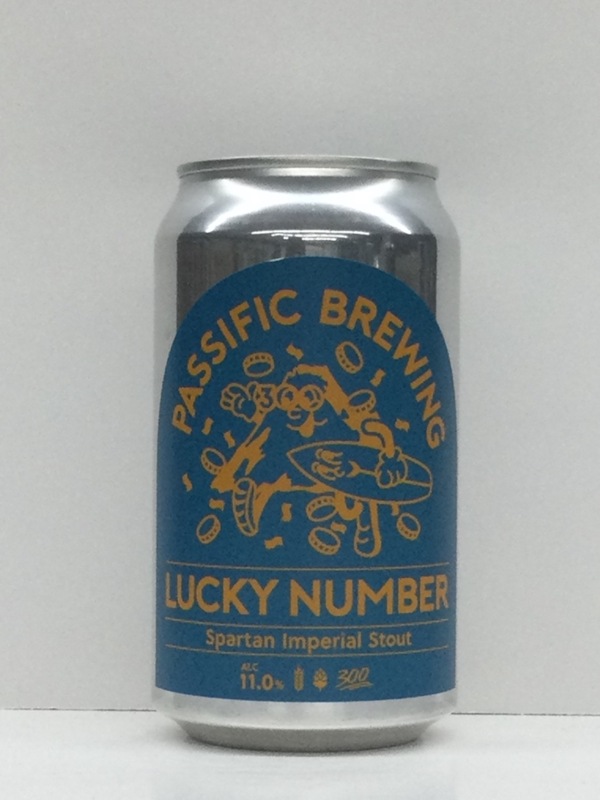 PASSIFIC BREWING
LUCKY NUMBER
Spartan Imperial Stout
ALC
11.0%
300